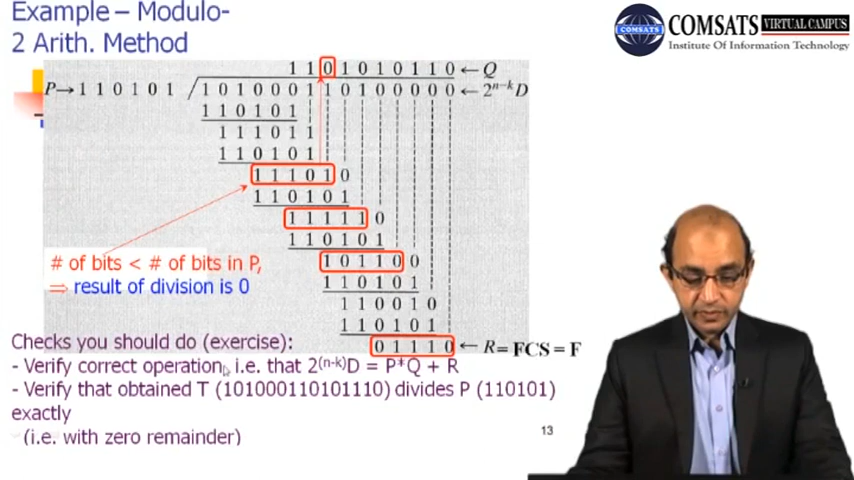 Example – Modulo-
2 Arith. Method
COMSATS VIRTUAL CAMPUS
Institute Of Information Technology
COMSATS
1 1 0 1 0 1 0 1 1 0 ← Q
P→ 1 1 0 1 0 1 / 1 0 1 0 0 0 1 1 0 1 0 0 0 0 0 ← 2ⁿ⁻ᵏD
1 1 0 1 0 1
1 1 1 0 1 1
1 1 0 1 0 1
1 1 1 0 1 0
1 1 0 1 0 1
1 1 1 1 1 0
1 1 0 1 0 1
1 0 1 1 0 0
1 1 0 1 0 1
1 1 0 0 1 0
1 1 0 1 0 1
0 1 1 1 0 ← R = FCS = F
# of bits < # of bits in P,
⇒ result of division is 0
Checks you should do (exercise):
- Verify correct operation, i.e. that 2⁽ⁿ⁻ᵏ⁾D = P*Q + R
- Verify that obtained T (101000110101110) divides P (110101)
exactly
(i.e. with zero remainder)
13